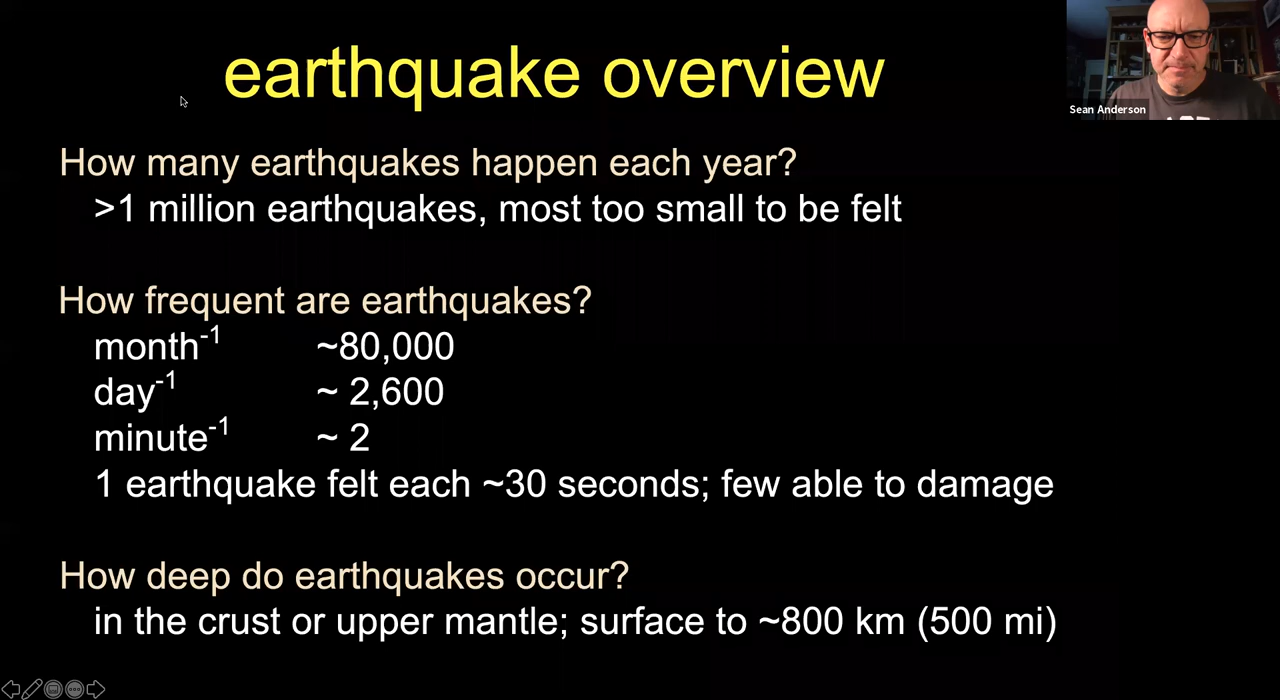 earthquake overview
Sean Anderson
How many earthquakes happen each year?
>1 million earthquakes, most too small to be felt
How frequent are earthquakes?
month⁻¹ ~80,000
day⁻¹ ~ 2,600
minute⁻¹ ~ 2
1 earthquake felt each ~30 seconds; few able to damage
How deep do earthquakes occur?
in the crust or upper mantle; surface to ~800 km (500 mi)